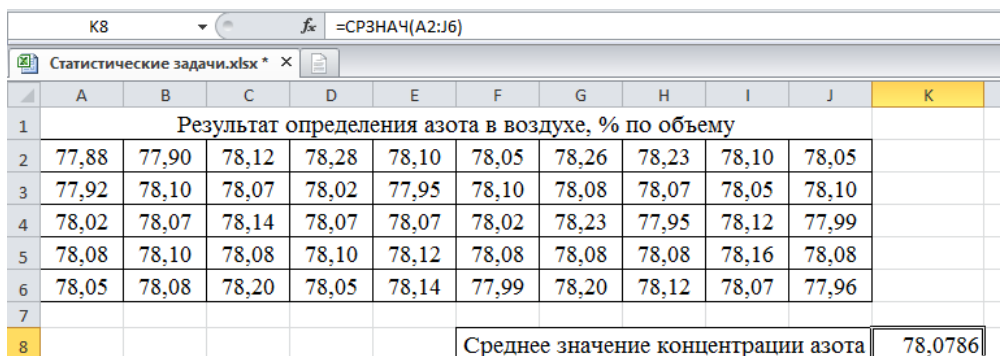 K8 fx =СРЗНАЧ(A2:J6)
Статистические задачи.xlsx *
A B C D E F G H I J K
1 Результат определения азота в воздухе, % по объему
2 77,88 77,90 78,12 78,28 78,10 78,05 78,26 78,23 78,10 78,05
3 77,92 78,10 78,07 78,02 77,95 78,10 78,08 78,07 78,05 78,10
4 78,02 78,07 78,14 78,07 78,07 78,02 78,23 77,95 78,12 77,99
5 78,08 78,10 78,08 78,10 78,12 78,08 78,08 78,08 78,16 78,08
6 78,05 78,08 78,20 78,05 78,14 77,99 78,20 78,12 78,07 77,96
7
8 Среднее значение концентрации азота 78,0786